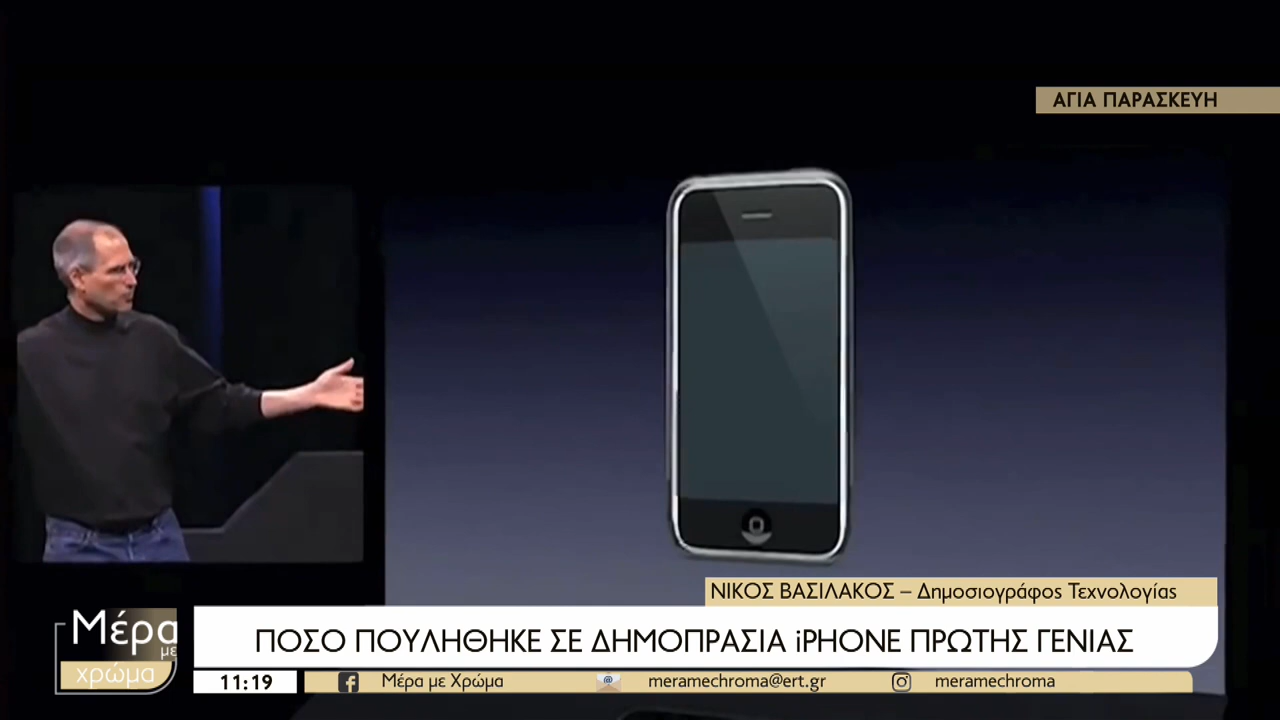 ΑΓΙΑ ΠΑΡΑΣΚΕΥΗ
ΝΙΚΟΣ ΒΑΣΙΛΑΚΟΣ – Δημοσιογράφος Τεχνολογίας
Μέρα
με
χρώμα
ΠΟΣΟ ΠΟΥΛΗΘΗΚΕ ΣΕ ΔΗΜΟΠΡΑΣΙΑ iPHONE ΠΡΩΤΗΣ ΓΕΝΙΑΣ
11:19 Μέρα με Χρώμα meramechroma@ert.gr meramechroma